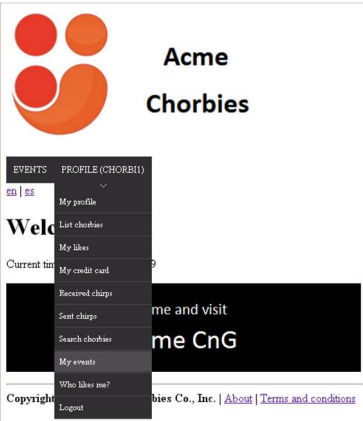 Acme
Chorbies
EVENTS PROFILE (CHORBI1)
en | es
My profile
Welc
List chorbies
My likes
Current tim 9
My credit card
Received chirps
Sent chirps
me and visit
Search chorbies
me CnG
My events
Who likes me?
Copyright bies Co., Inc. | About | Terms and conditions
Logout